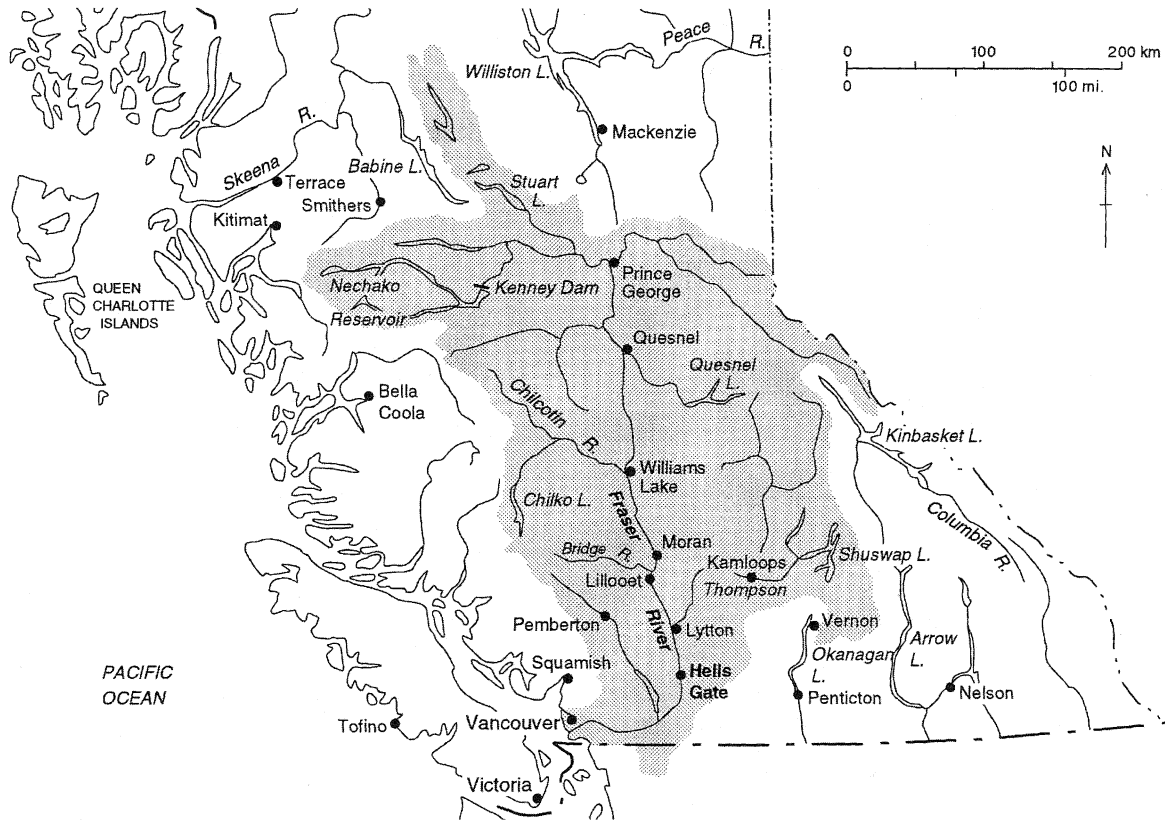 Peace R.
0 100 200 km
100 mi.
Williston L.
Mackenzie
N
Skeena R.
Babine L.
Terrace
Smithers
Kitimat
Stuart
L.
Nechako
Reservoir
Kenney Dam
Prince
George
QUEEN
CHARLOTTE
ISLANDS
Quesnel
Quesnel
L.
Bella
Coola
Chilcotin R.
Kinbasket L.
Williams
Lake
Chilko L.
Fraser
River
Columbia R.
Moran
Bridge R.
Kamloops
Shuswap L.
Lillooet
Thompson
Pemberton
Lytton
Vernon
Okanagan
L.
Arrow
L.
Squamish
Hells
Gate
PACIFIC
OCEAN
Penticton
Nelson
Tofino
Vancouver
Victoria